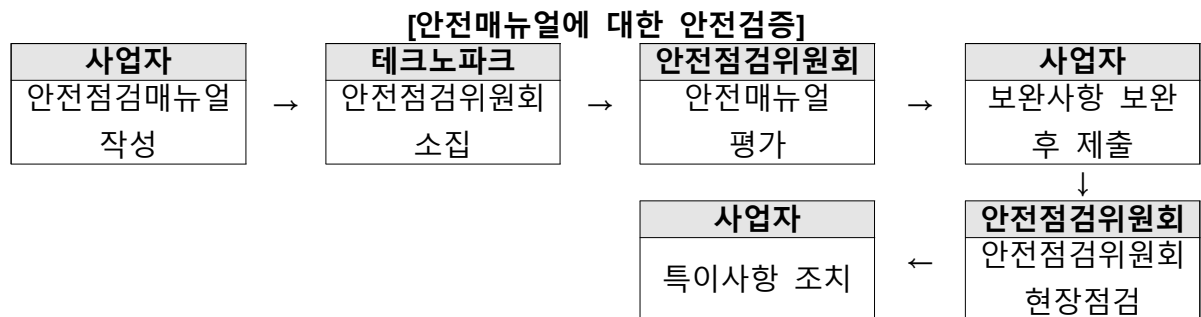 [안전매뉴얼에 대한 안전검증]
사업자
안전점검매뉴얼
작성
→
테크노파크
안전점검위원회
소집
→
안전점검위원회
안전매뉴얼
평가
→
사업자
보완사항 보완
후 제출
↓
안전점검위원회
안전점검위원회
현장점검
←
사업자
특이사항 조치